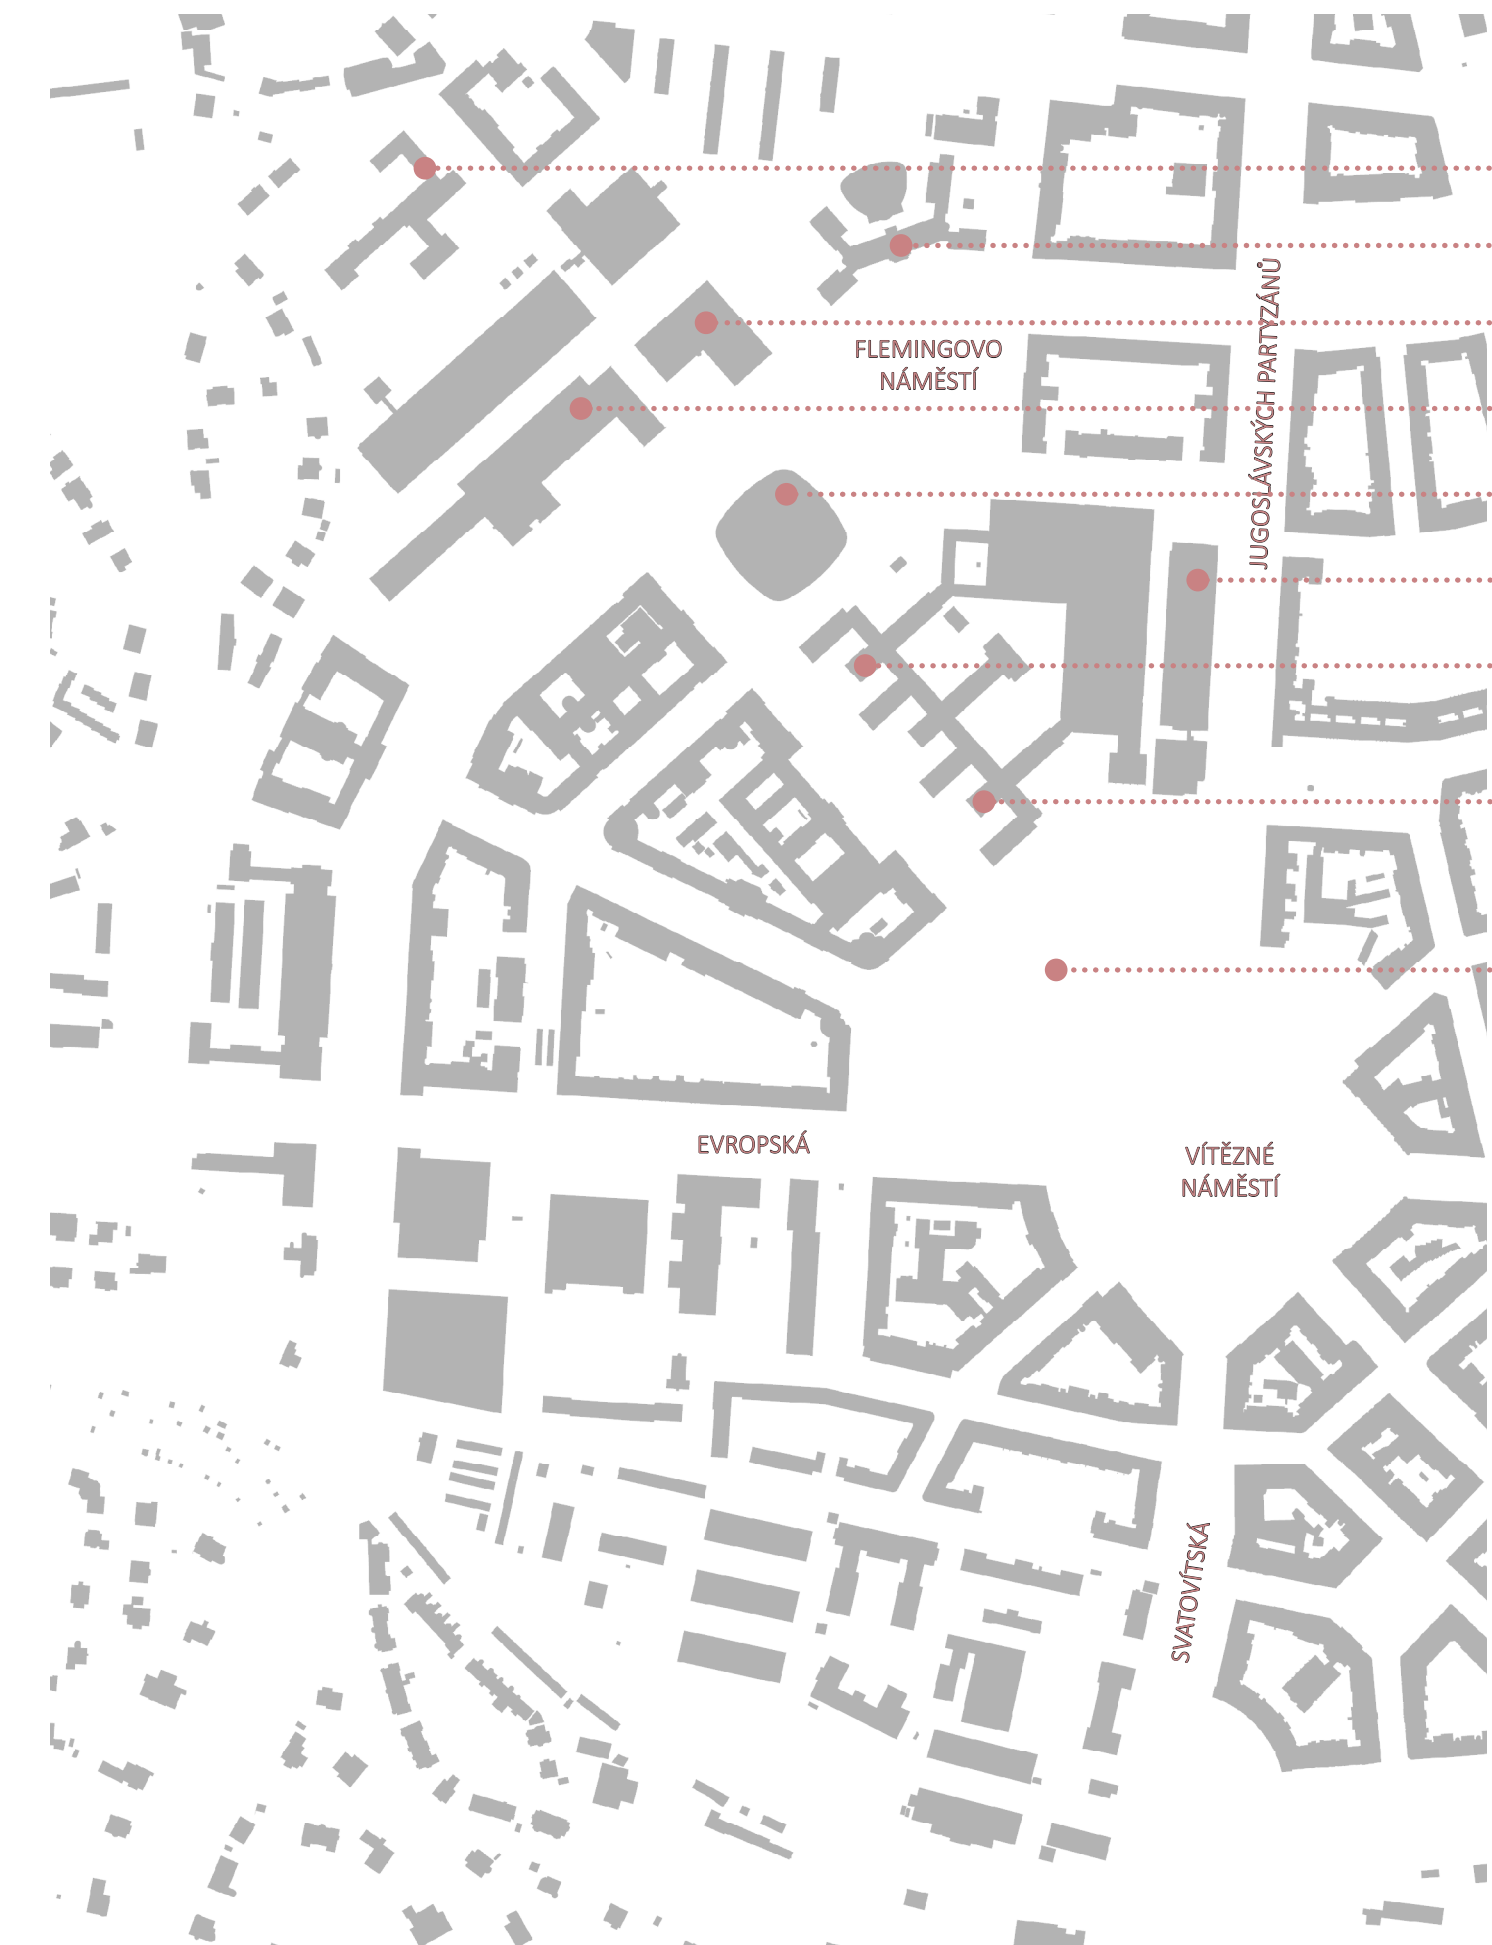 FLEMINGOVO
NÁMĚSTÍ
JUGOSLÁVSKÝCH PARTYZÁNŮ
EVROPSKÁ
VÍTĚZNÉ
NÁMĚSTÍ
SVATOVÍTSKÁ